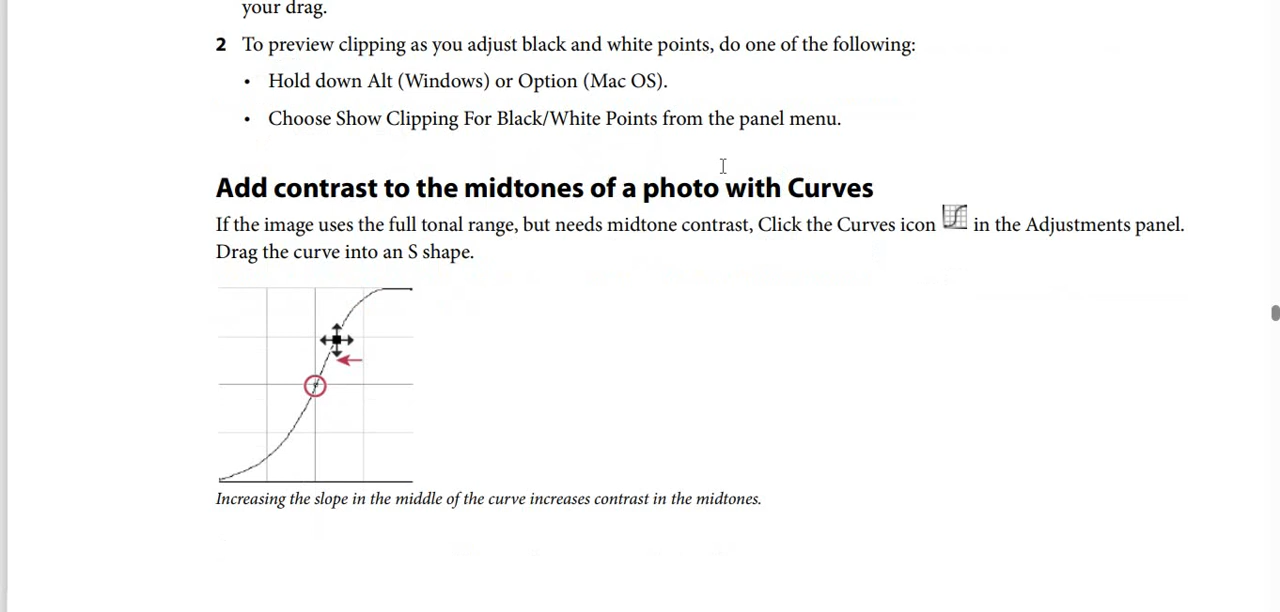 your drag.
2 To preview clipping as you adjust black and white points, do one of the following:
• Hold down Alt (Windows) or Option (Mac OS).
• Choose Show Clipping For Black/White Points from the panel menu.
Add contrast to the midtones of a photo with Curves
If the image uses the full tonal range, but needs midtone contrast, Click the Curves icon in the Adjustments panel.
Drag the curve into an S shape.
Increasing the slope in the middle of the curve increases contrast in the midtones.